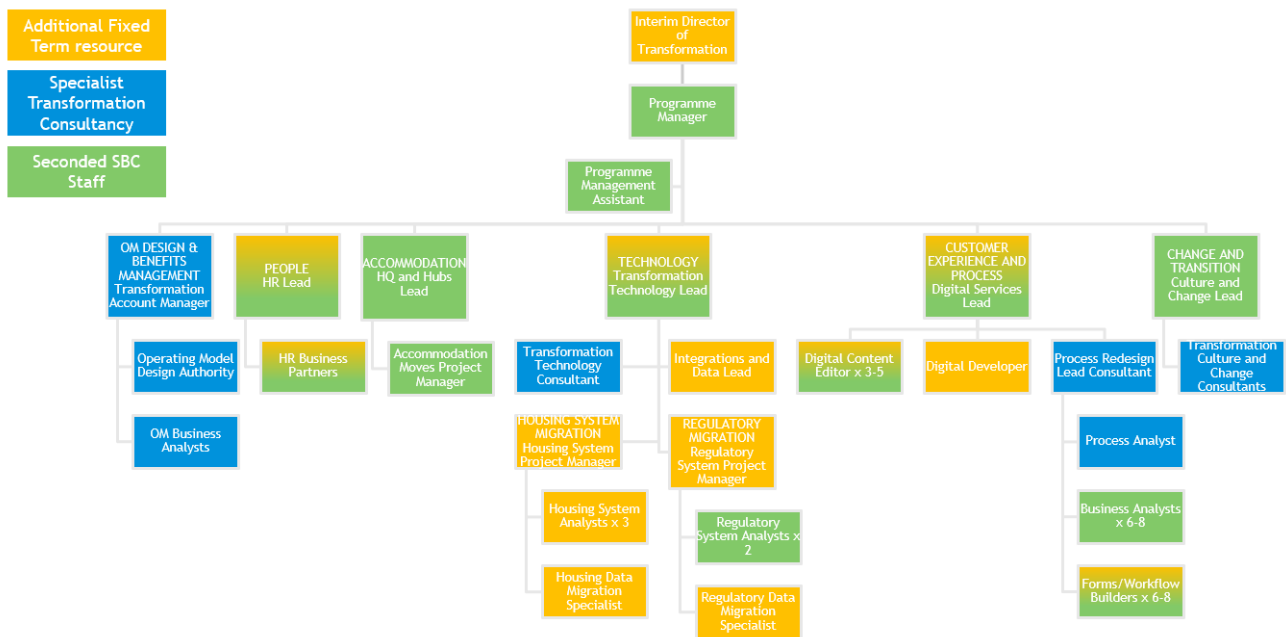 Additional Fixed
Term resource
Specialist
Transformation
Consultancy
Seconded SBC
Staff
Interim Director
of
Transformation
Programme
Manager
Programme
Management
Assistant
OM DESIGN &
BENEFITS
MANAGEMENT
Transformation
Account Manager
PEOPLE
HR Lead
ACCOMMODATION
HQ and Hubs
Lead
TECHNOLOGY
Transformation
Technology Lead
CUSTOMER
EXPERIENCE AND
PROCESS
Digital Services
Lead
CHANGE AND
TRANSITION
Culture and
Change Lead
Operating Model
Design Authority
HR Business
Partners
Accommodation
Moves Project
Manager
Transformation
Technology
Consultant
Integrations and
Data Lead
Digital Content
Editor x 3-5
Digital Developer
Process Redesign
Lead Consultant
Transformation
Culture and
Change
Consultants
OM Business
Analysts
HOUSING SYSTEM
MIGRATION
Housing System
Project Manager
REGULATORY
MIGRATION
Regulatory
System Project
Manager
Process Analyst
Housing System
Analysts x 3
Regulatory
System Analysts x
2
Business Analysts
x 6-8
Housing Data
Migration
Specialist
Regulatory Data
Migration
Specialist
Forms/Workflow
Builders x 6-8